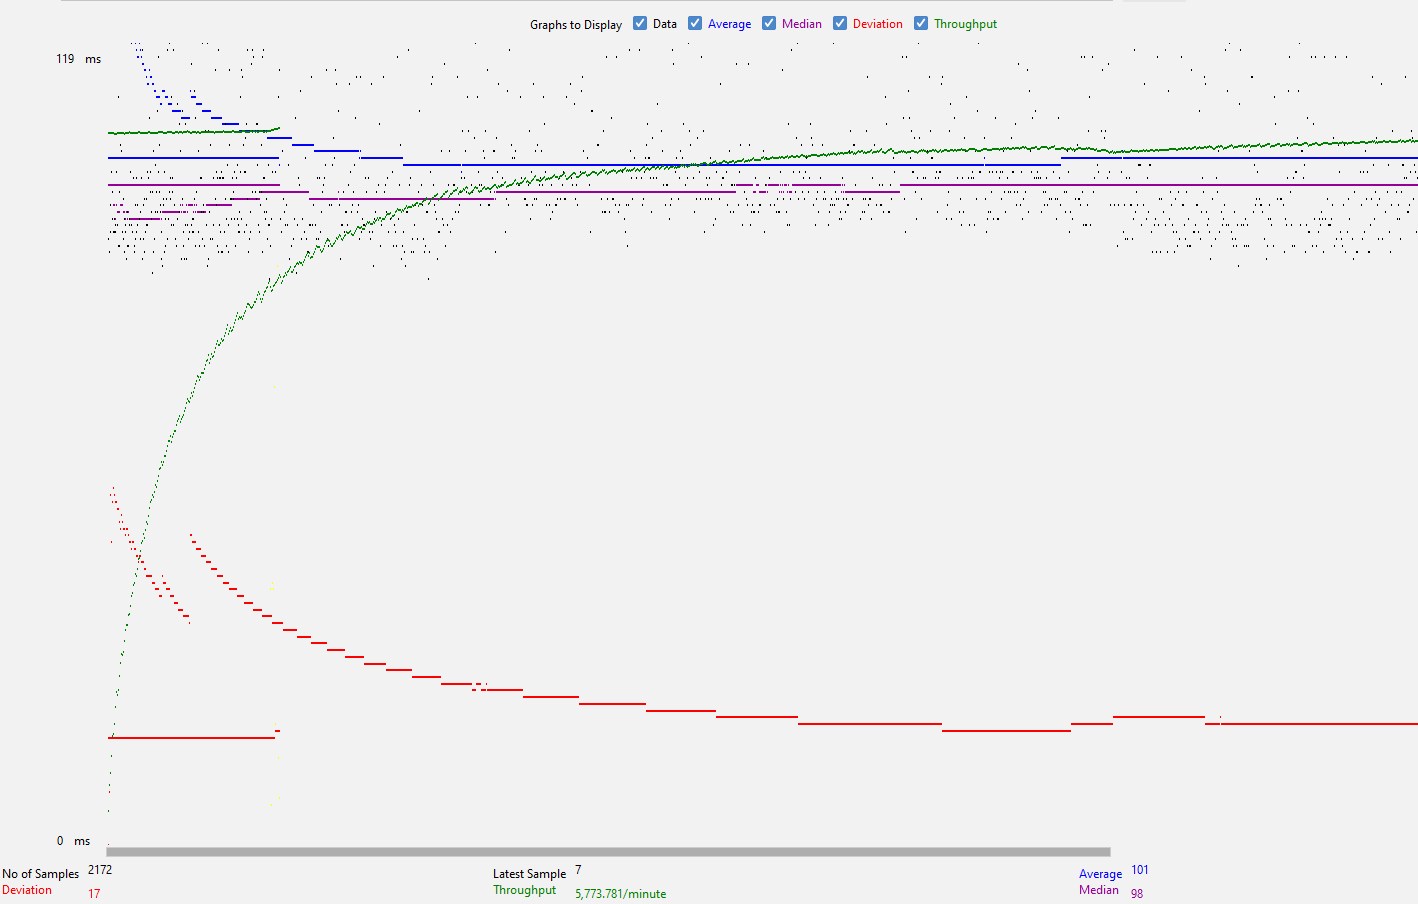 Graphs to Display Data Average Median Deviation Throughput
119 ms
0 ms
No of Samples 2172 Latest Sample 7 Average 101
Deviation 17 Throughput 5,773.781/minute Median 98